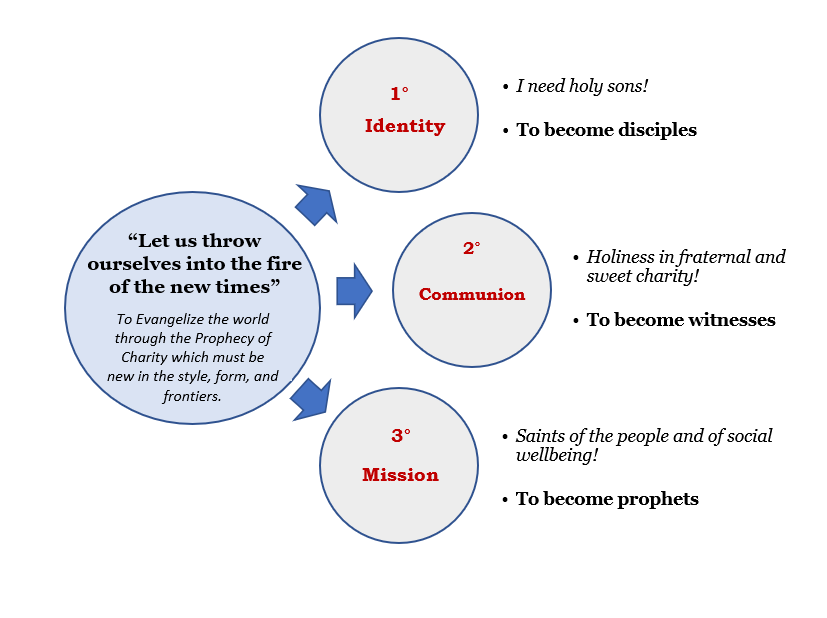 “Let us throw
ourselves into the fire
of the new times”
To Evangelize the world
through the Prophecy of
Charity which must be
new in the style, form, and
frontiers.
1°
Identity
• I need holy sons!
• To become disciples
2°
Communion
• Holiness in fraternal and
sweet charity!
• To become witnesses
3°
Mission
• Saints of the people and of social
wellbeing!
• To become prophets